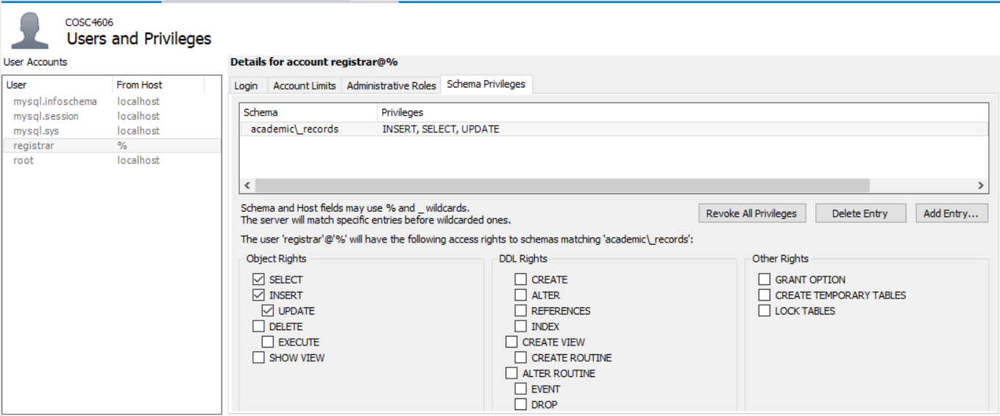 COSC4606
Users and Privileges
User Accounts
User From Host
mysql.infoschema localhost
mysql.session localhost
mysql.sys localhost
registrar %
root localhost
Details for account registrar@%
Login Account Limits Administrative Roles Schema Privileges
Schema Privileges
academic\_records INSERT, SELECT, UPDATE
Schema and Host fields may use % and _ wildcards.
The server will match specific entries before wildcarded ones.
Revoke All Privileges Delete Entry Add Entry...
The user 'registrar'@'%' will have the following access rights to schemas matching 'academic\_records':
Object Rights
SELECT
INSERT
UPDATE
DELETE
EXECUTE
SHOW VIEW
DDL Rights
CREATE
ALTER
REFERENCES
INDEX
CREATE VIEW
CREATE ROUTINE
ALTER ROUTINE
EVENT
DROP
Other Rights
GRANT OPTION
CREATE TEMPORARY TABLES
LOCK TABLES